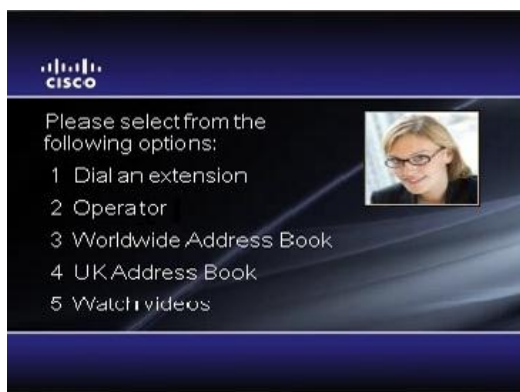 CISCO
Please select from the
following options:
1 Dial an extension
2 Operator
3 Worldwide Address Book
4 UK Address Book
5 Watch videos